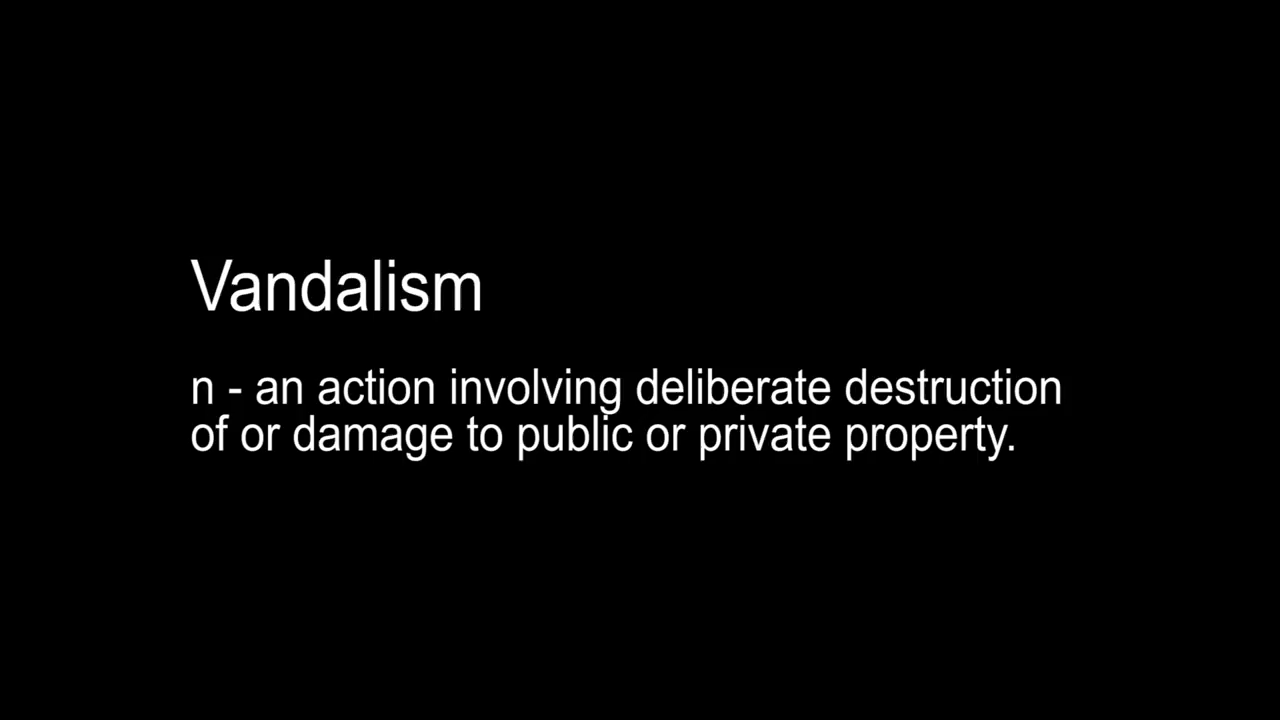 Vandalism
n - an action involving deliberate destruction
of or damage to public or private property.